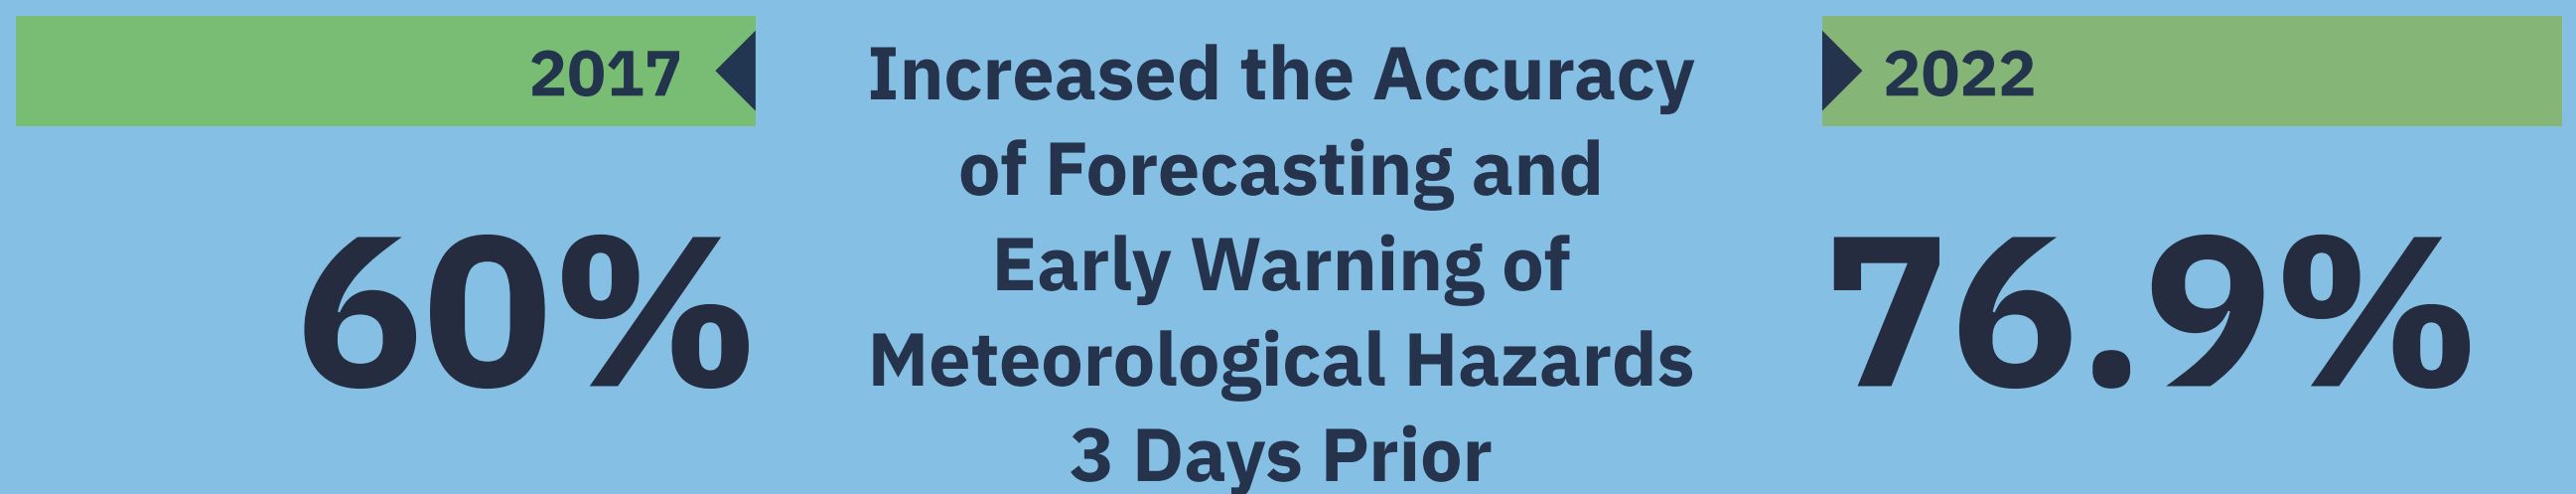 2017
60%
Increased the Accuracy
of Forecasting and
Early Warning of
Meteorological Hazards
3 Days Prior
2022
76.9%